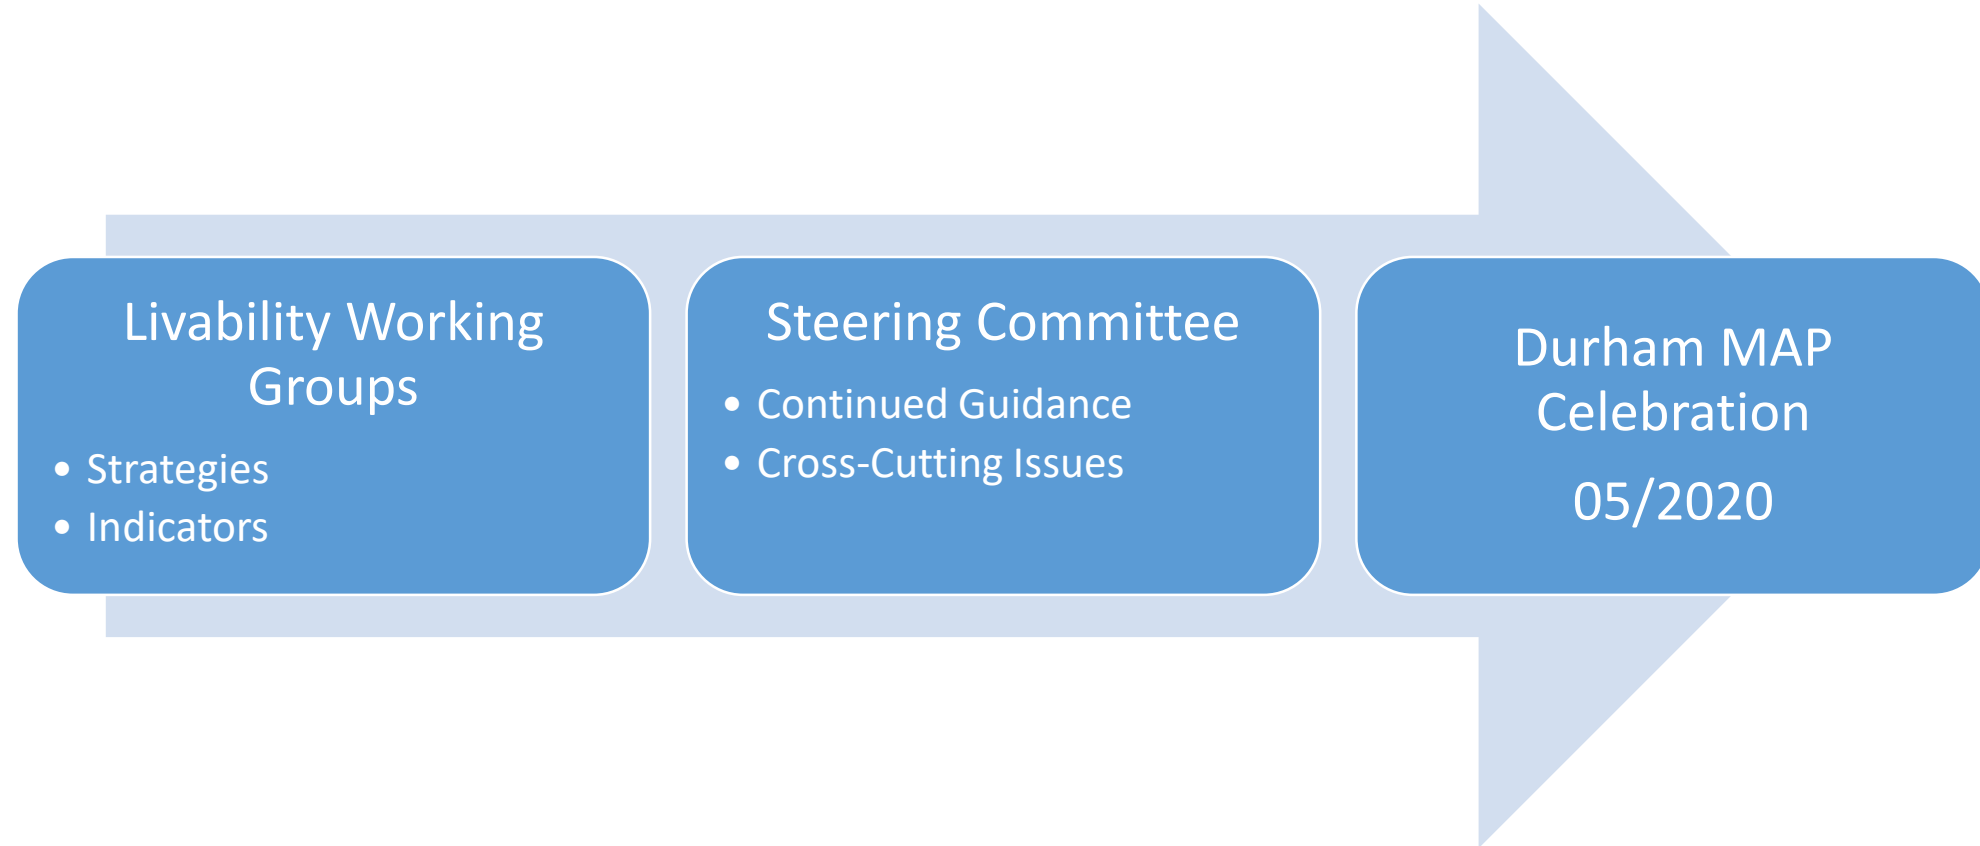 Livability Working
Groups
• Strategies
• Indicators
Steering Committee
• Continued Guidance
• Cross-Cutting Issues
Durham MAP
Celebration
05/2020